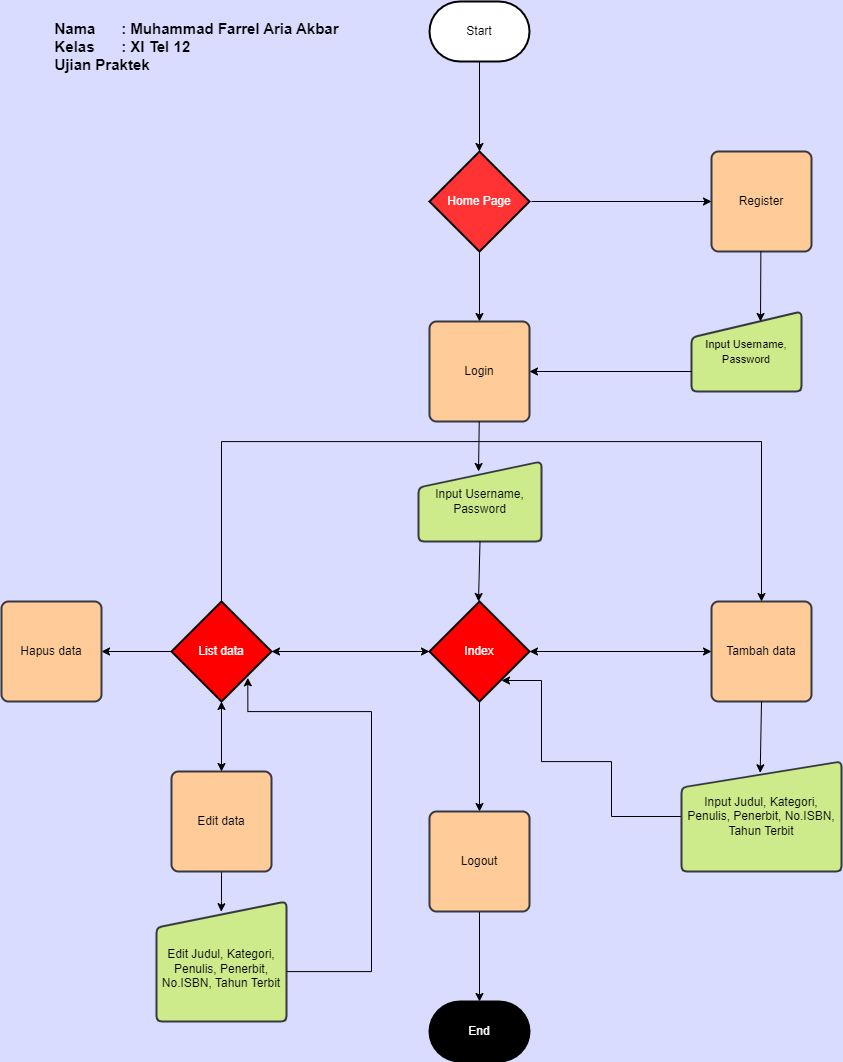 Nama : Muhammad Farrel Aria Akbar
Kelas : XI Tel 12
Ujian Praktek
Start
Home Page
Register
Input Username,
Password
Login
Input Username,
Password
Hapus data
List data
Index
Tambah data
Input Judul, Kategori,
Penulis, Penerbit, No.ISBN,
Tahun Terbit
Edit data
Logout
Edit Judul, Kategori,
Penulis, Penerbit,
No.ISBN, Tahun Terbit
End